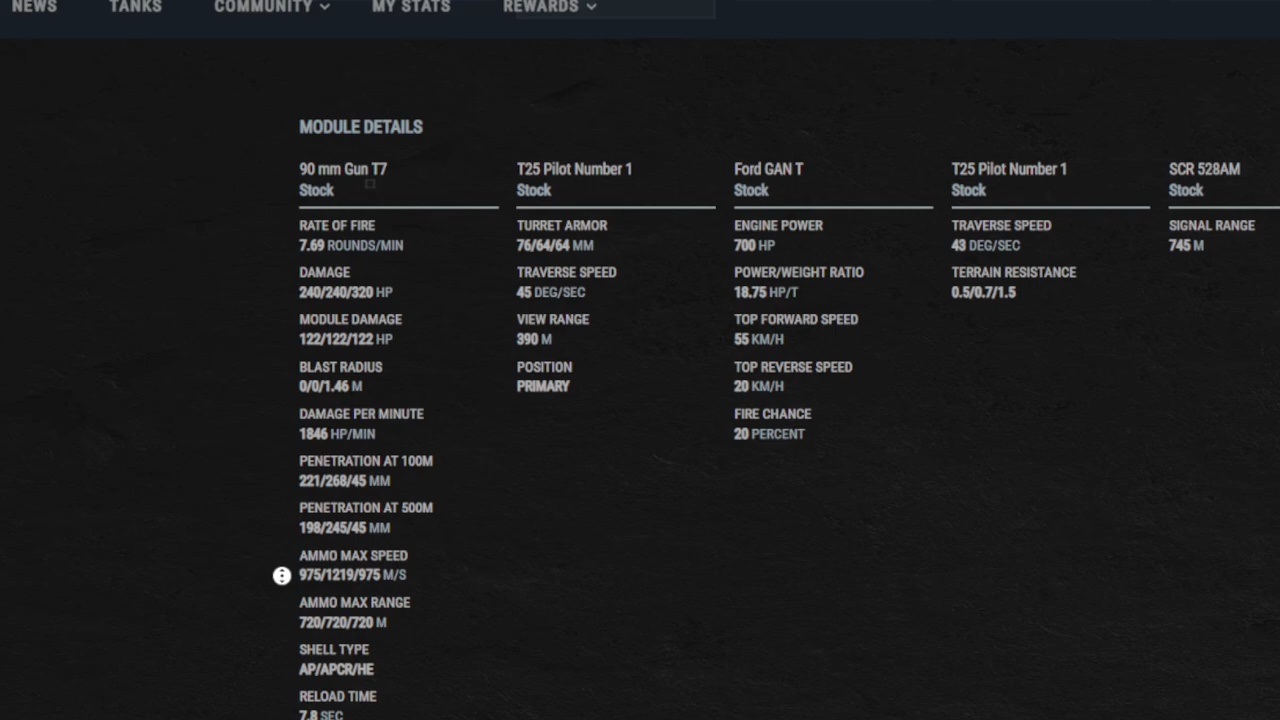 NEWS TANKS COMMUNITY MY STATS REWARDS
MODULE DETAILS
90 mm Gun T7
Stock
RATE OF FIRE
7.69 ROUNDS/MIN
DAMAGE
240/240/320 HP
MODULE DAMAGE
122/122/122 HP
BLAST RADIUS
0/0/1.46 M
DAMAGE PER MINUTE
1846 HP/MIN
PENETRATION AT 100M
221/268/45 MM
PENETRATION AT 500M
198/245/45 MM
AMMO MAX SPEED
975/1219/975 M/S
AMMO MAX RANGE
720/720/720 M
SHELL TYPE
AP/APCR/HE
RELOAD TIME
7.8 SEC
T25 Pilot Number 1
Stock
TURRET ARMOR
76/64/64 MM
TRAVERSE SPEED
45 DEG/SEC
VIEW RANGE
390 M
POSITION
PRIMARY
Ford GAN T
Stock
ENGINE POWER
700 HP
POWER/WEIGHT RATIO
18.75 HP/T
TOP FORWARD SPEED
55 KM/H
TOP REVERSE SPEED
20 KM/H
FIRE CHANCE
20 PERCENT
T25 Pilot Number 1
Stock
TRAVERSE SPEED
43 DEG/SEC
TERRAIN RESISTANCE
0.5/0.7/1.5
SCR 528AM
Stock
SIGNAL RANGE
745 M